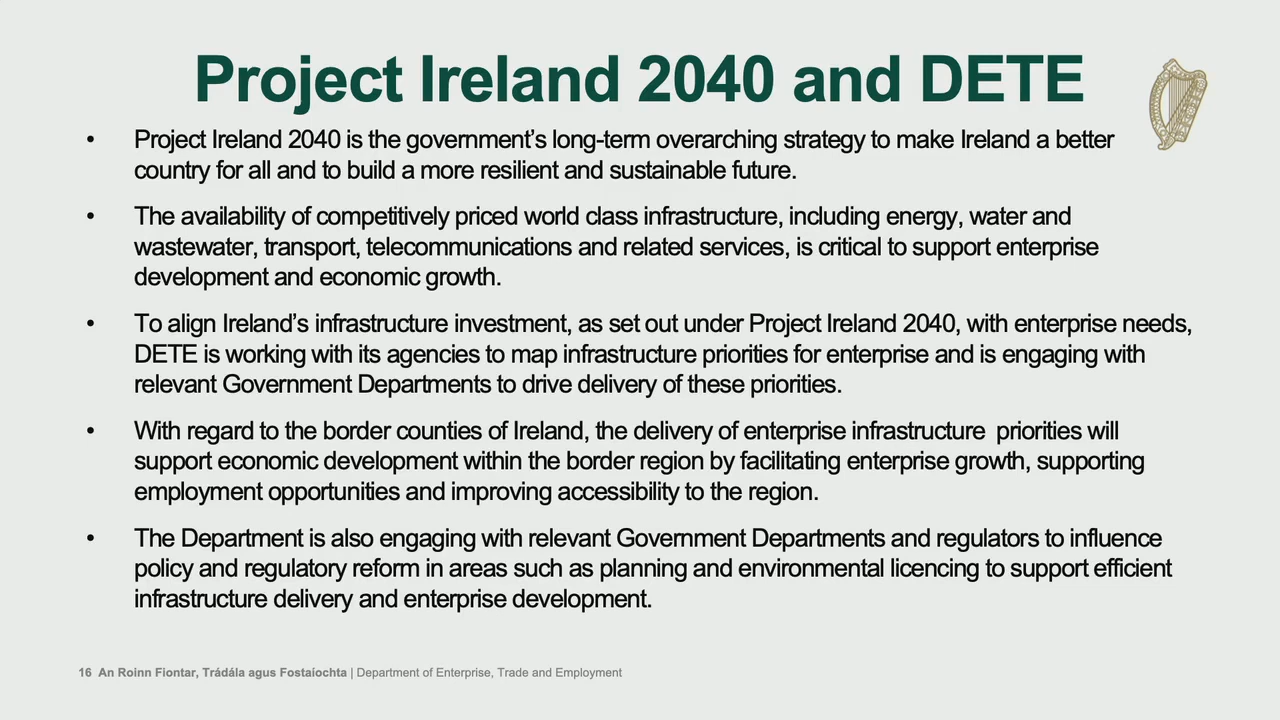 Project Ireland 2040 and DETE
• Project Ireland 2040 is the government’s long-term overarching strategy to make Ireland a better
country for all and to build a more resilient and sustainable future.
• The availability of competitively priced world class infrastructure, including energy, water and
wastewater, transport, telecommunications and related services, is critical to support enterprise
development and economic growth.
• To align Ireland’s infrastructure investment, as set out under Project Ireland 2040, with enterprise needs,
DETE is working with its agencies to map infrastructure priorities for enterprise and is engaging with
relevant Government Departments to drive delivery of these priorities.
• With regard to the border counties of Ireland, the delivery of enterprise infrastructure  priorities will
support economic development within the border region by facilitating enterprise growth, supporting
employment opportunities and improving accessibility to the region.
• The Department is also engaging with relevant Government Departments and regulators to influence
policy and regulatory reform in areas such as planning and environmental licencing to support efficient
infrastructure delivery and enterprise development.
16 An Roinn Fiontar, Trádála agus Fostaíochta | Department of Enterprise, Trade and Employment